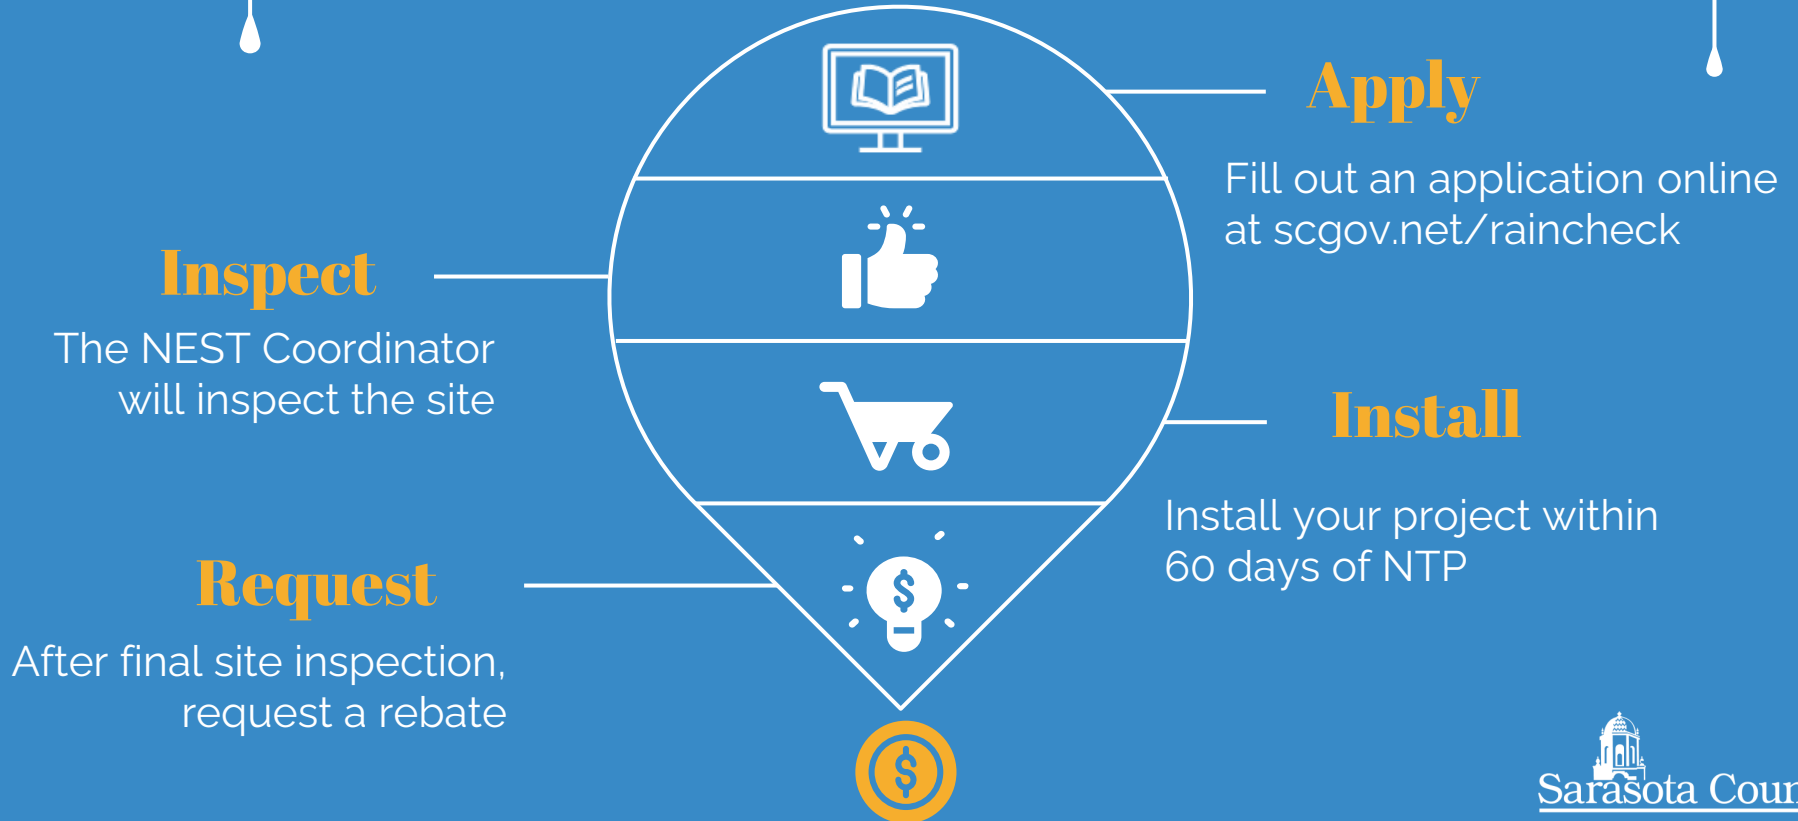 Apply
Fill out an application online
at scgov.net/raincheck
Inspect
The NEST Coordinator
will inspect the site
Install
Install your project within
60 days of NTP
Request
After final site inspection,
request a rebate
$
$
Sarasota